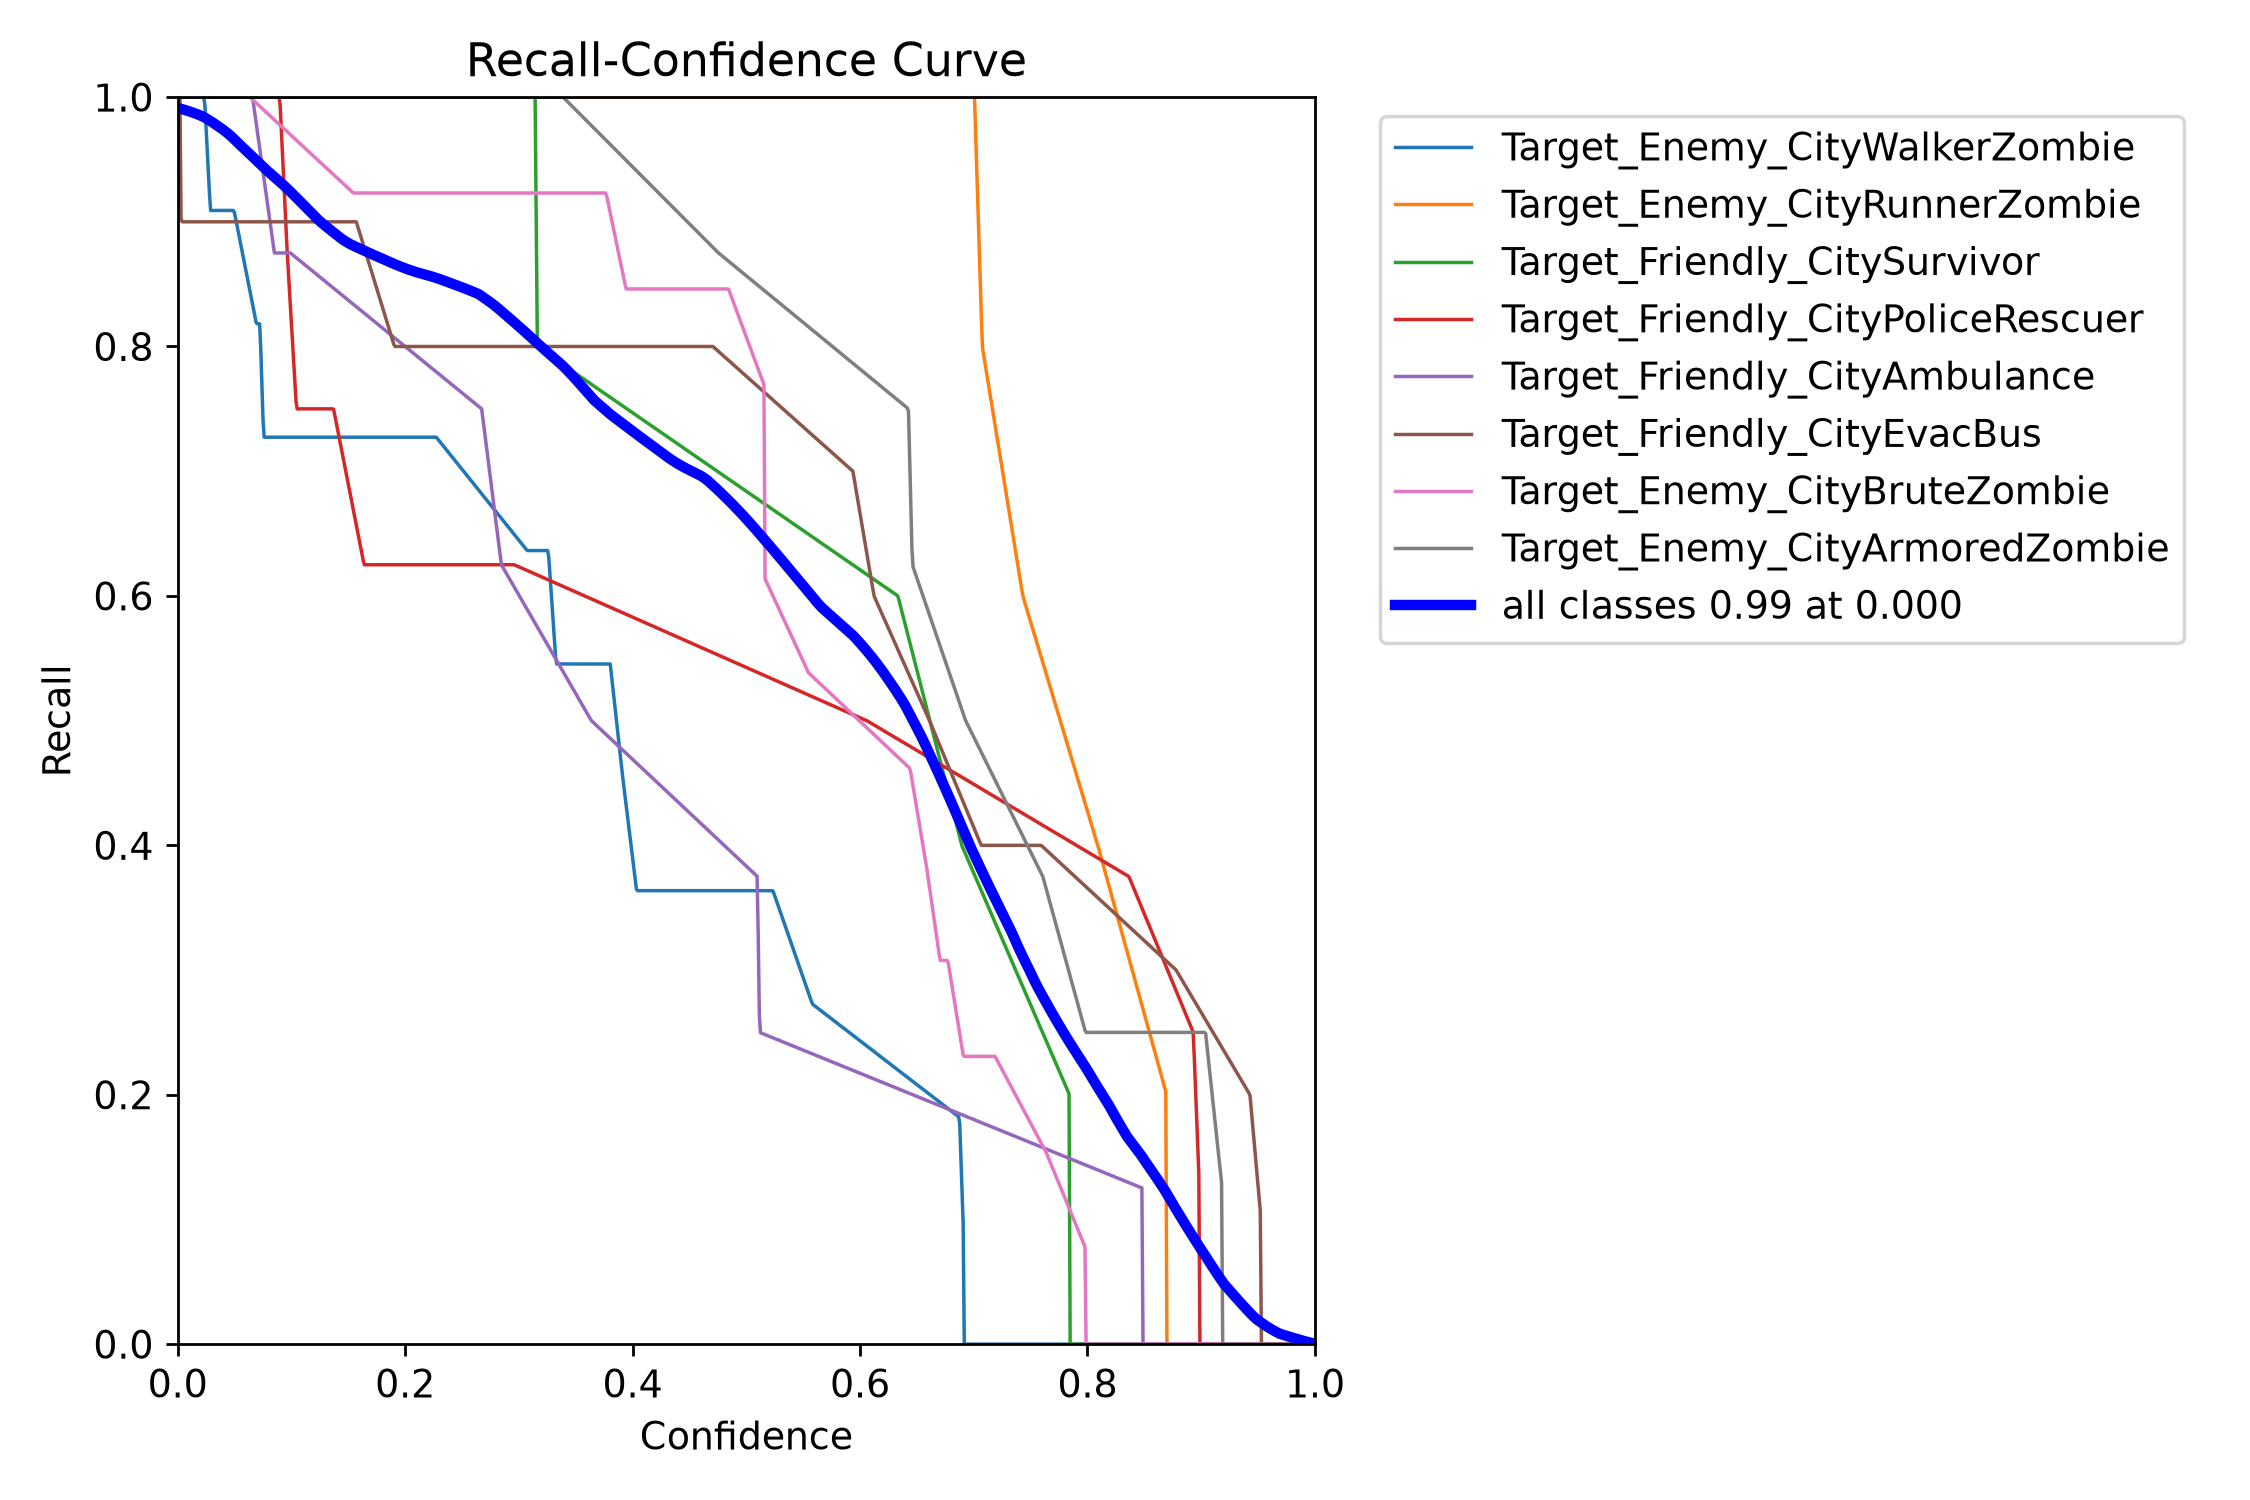 Recall-Confidence Curve
1.0
0.8
0.6
0.4
0.2
0.0
Recall
0.0 0.2 0.4 0.6 0.8 1.0
Confidence
Target_Enemy_CityWalkerZombie
Target_Enemy_CityRunnerZombie
Target_Friendly_CitySurvivor
Target_Friendly_CityPoliceRescuer
Target_Friendly_CityAmbulance
Target_Friendly_CityEvacBus
Target_Enemy_CityBruteZombie
Target_Enemy_CityArmoredZombie
all classes 0.99 at 0.000